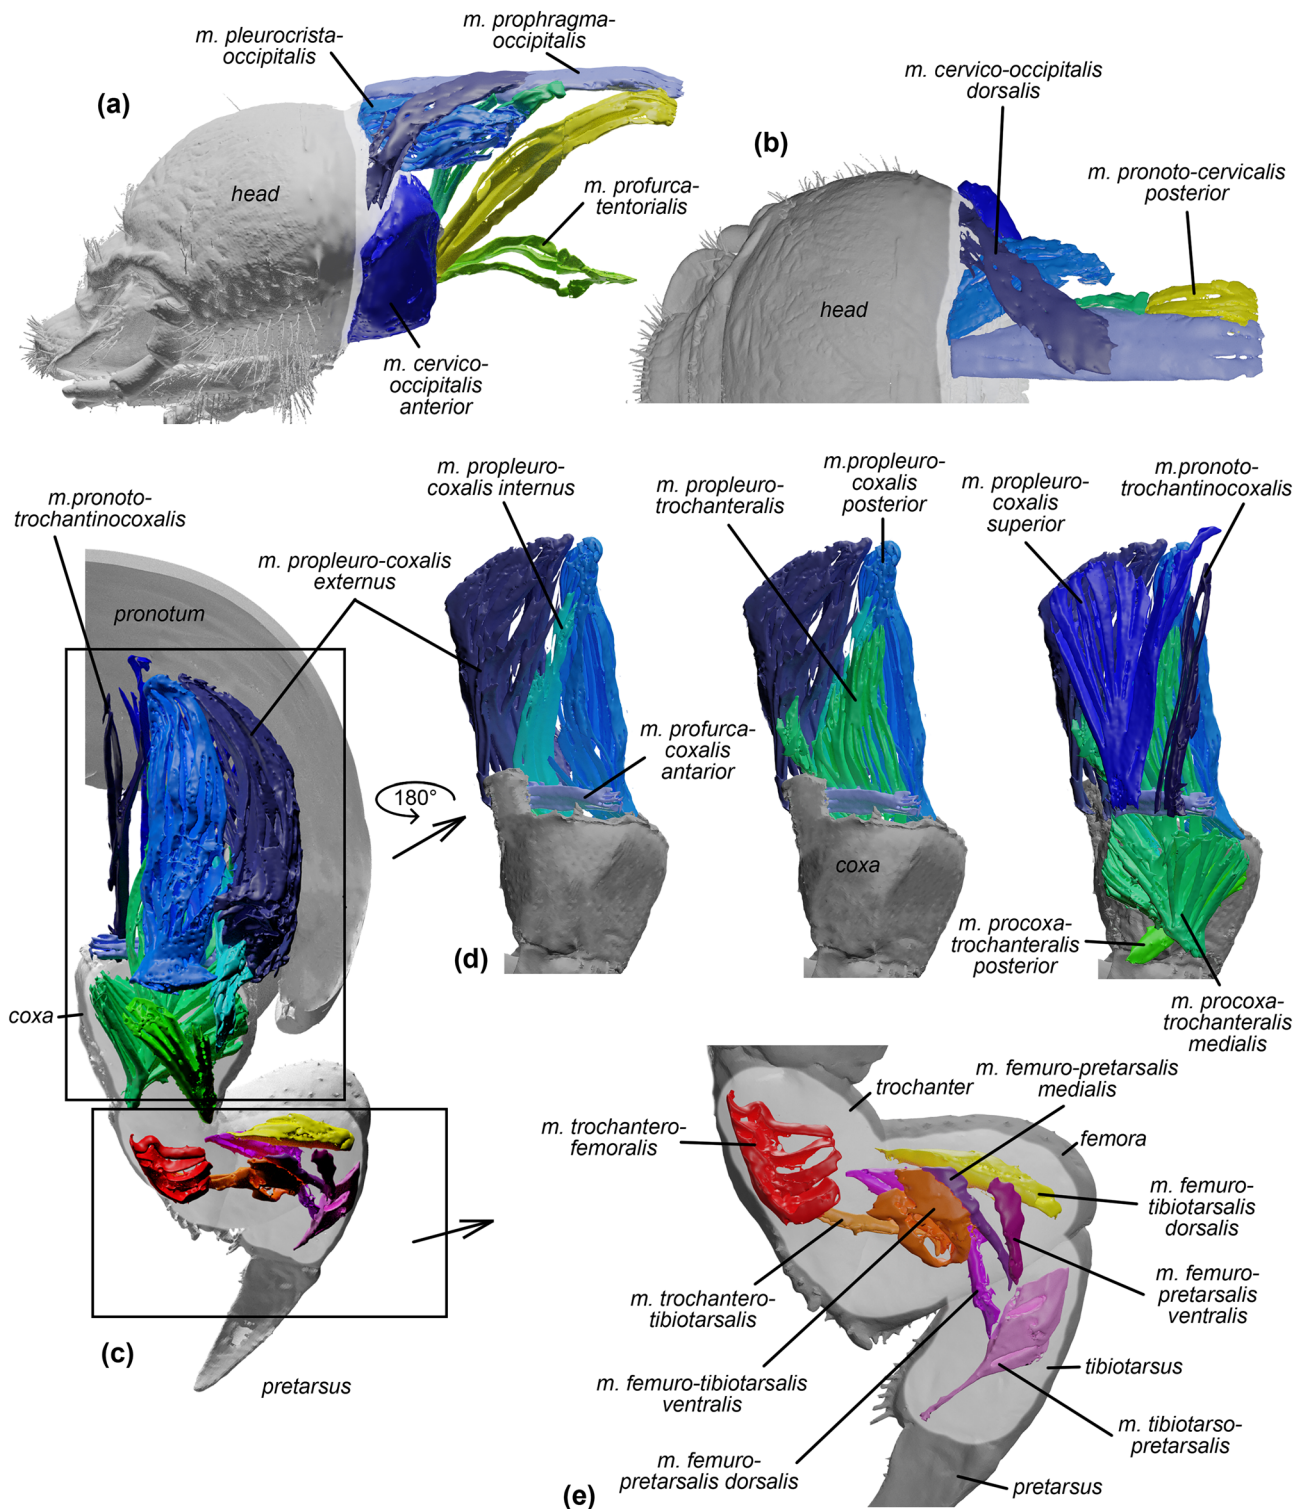 m. pleurocrista-
occipitalis
m. prophragma-
occipitalis
(a)
head
m. profurca-
tentorialis
m. cervico-
occipitalis
anterior
m. cervico-occipitalis
dorsalis
(b)
m. pronoto-cervicalis
posterior
head
m.pronoto-
trochantinocoxalis
m. propleuro-coxalis
externus
pronotum
coxa
(c)
pretarsus
180°
m. propleuro-
coxalis internus
m. propleuro-
trochanteralis
m.propleuro-
coxalis
posterior
m. propleuro-
coxalis
superior
m.pronoto-
trochantinocoxalis
m. profurca-
coxalis
antarior
coxa
(d)
m. procoxa-
trochanteralis
posterior
m. procoxa-
trochanteralis
medialis
trochanter
m. femuro-pretarsalis
medialis
femora
m. trochantero-
femoralis
m. femuro-
tibiotarsalis
dorsalis
m. trochantero-
tibiotarsalis
m. femuro-
pretarsalis
ventralis
m. femuro-tibiotarsalis
ventralis
tibiotarsus
m. femuro-
pretarsalis dorsalis
m. tibiotarso-
pretarsalis
pretarsus
(e)